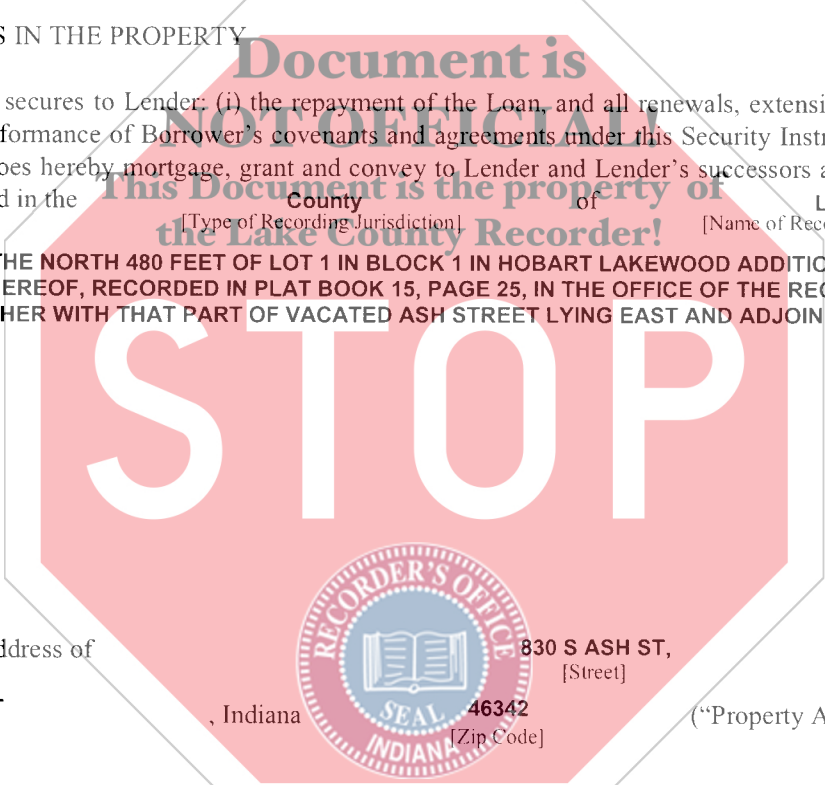 S IN THE PROPERTY
Document is
secures to Lender: (i) the repayment of the Loan, and all renewals, extensi
NOT OFFICIAL!
formance of Borrower's covenants and agreements under this Security Instr
oes hereby mortgage, grant and convey to Lender and Lender's successors a
This Document is the property of
d in the County of L
[Type of Recording Jurisdiction] [Name of Reco
the Lake County Recorder!
THE NORTH 480 FEET OF LOT 1 IN BLOCK 1 IN HOBART LAKEWOOD ADDITIO
EREOF, RECORDED IN PLAT BOOK 15, PAGE 25, IN THE OFFICE OF THE REC
HER WITH THAT PART OF VACATED ASH STREET LYING EAST AND ADJOIN
STOP
RECORDER'S OFFICE
ddress of 830 S ASH ST,
[Street]
SEAL
, Indiana 46342 ("Property A
[Zip Code]
INDIANA